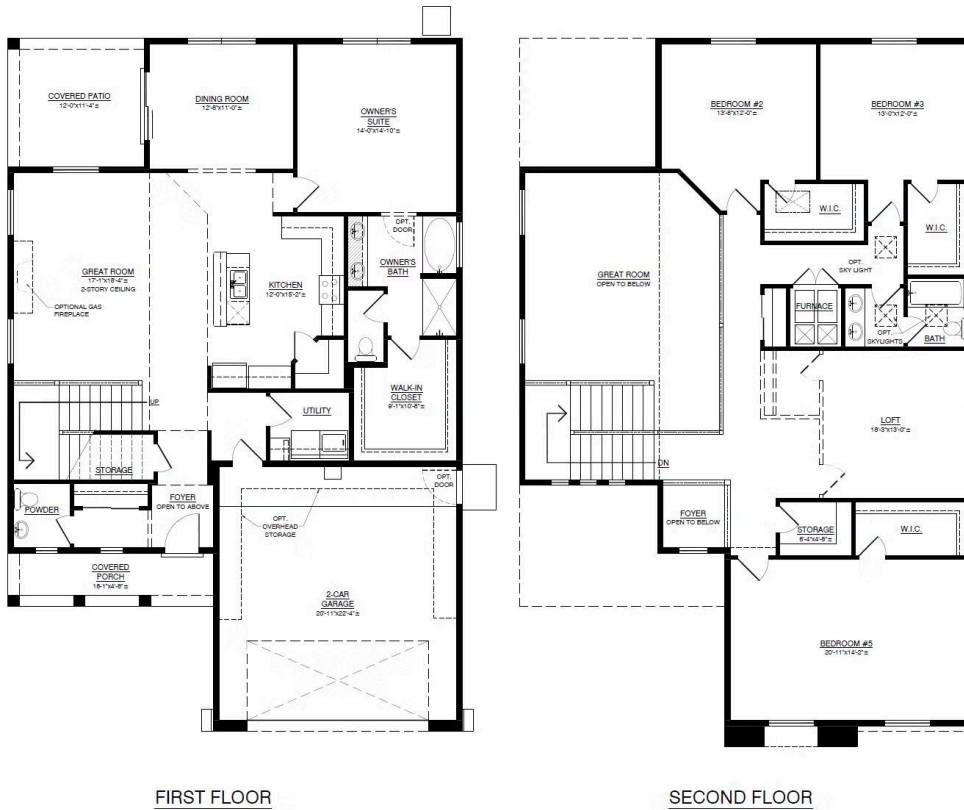 COVERED PATIO
12'-0"x11'-4"±
DINING ROOM
12'-8"x11'-0"±
OWNER'S
SUITE
14'-0"x14'-10"±
OPT.
DOOR
OWNER'S
BATH
GREAT ROOM
17'-1"x18'-4"±
2-STORY CEILING
KITCHEN
12'-0"x15'-2"±
OPTIONAL GAS
FIREPLACE
WALK-IN
CLOSET
9'-1"x10'-8"±
UP
UTILITY
STORAGE
OPT.
DOOR
POWDER
FOYER
OPEN TO ABOVE
OPT.
OVERHEAD
STORAGE
COVERED
PORCH
18'-1"x4'-8"±
2-CAR
GARAGE
20'-11"x22'-4"±
FIRST FLOOR
BEDROOM #2
13'-8"x12'-0"±
BEDROOM #3
13'-0"x12'-0"±
W.I.C.
W.I.C.
OPT.
SKY LIGHT
GREAT ROOM
OPEN TO BELOW
FURNACE
OPT.
SKYLIGHTS
BATH
LOFT
18'-3"x13'-0"±
DN
FOYER
OPEN TO BELOW
STORAGE
6'-4"x4'-8"±
W.I.C.
BEDROOM #5
20'-11"x14'-2"±
SECOND FLOOR